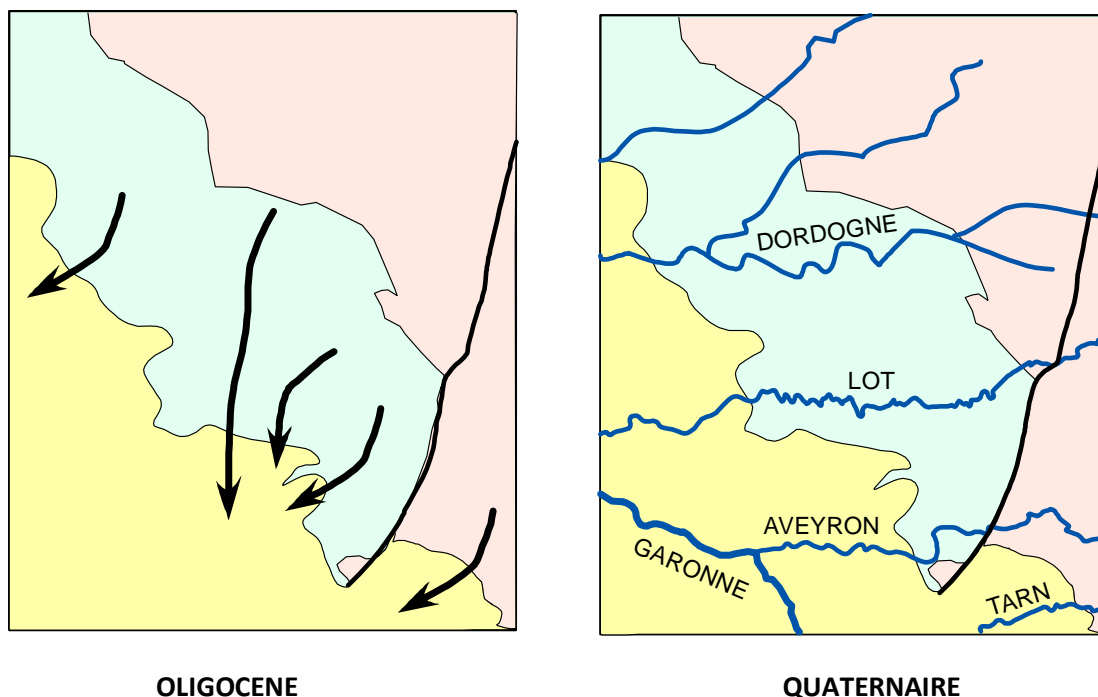 DORDOGNE
LOT
AVEYRON
GARONNE
TARN
OLIGOCENE
QUATERNAIRE